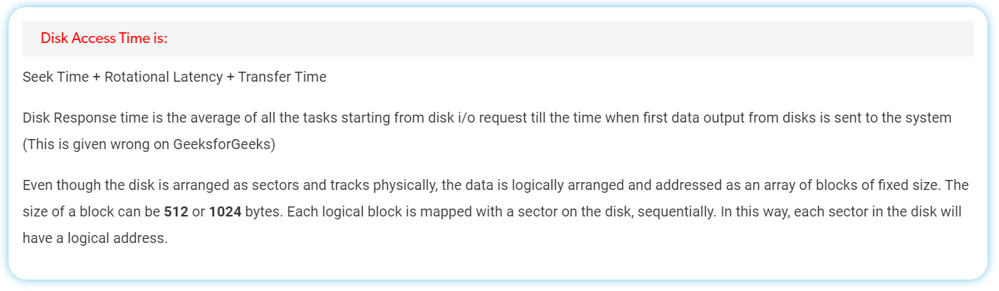 Disk Access Time is:
Seek Time + Rotational Latency + Transfer Time
Disk Response time is the average of all the tasks starting from disk i/o request till the time when first data output from disks is sent to the system
(This is given wrong on GeeksforGeeks)
Even though the disk is arranged as sectors and tracks physically, the data is logically arranged and addressed as an array of blocks of fixed size. The
size of a block can be 512 or 1024 bytes. Each logical block is mapped with a sector on the disk, sequentially. In this way, each sector in the disk will
have a logical address.